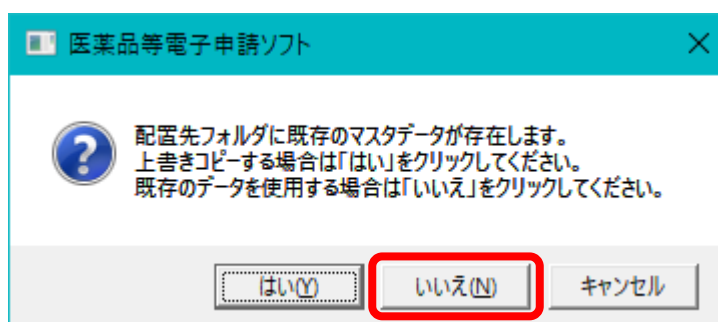 医薬品等電子申請ソフト
配置先フォルダに既存のマスタデータが存在します。
上書きコピーする場合は「はい」をクリックしてください。
既存のデータを使用する場合は「いいえ」をクリックしてください。
はい(Y) いいえ(N) キャンセル